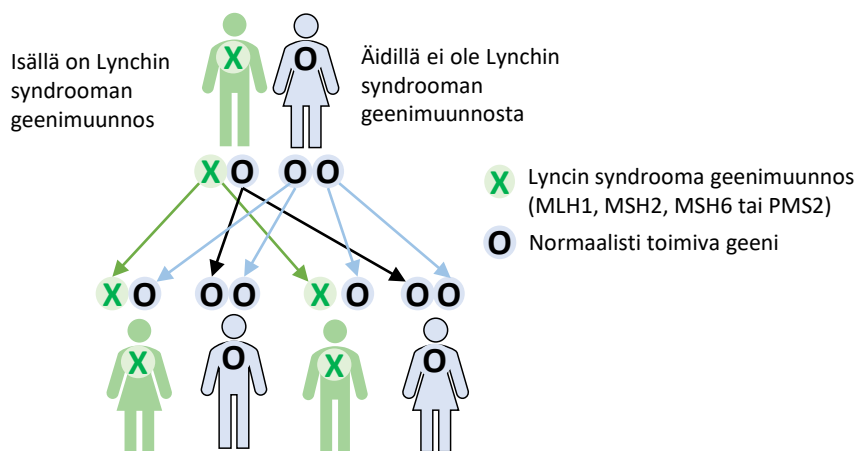 Isällä on Lynchin
syndrooman
geenimuunnos
X
O
Äidillä ei ole Lynchin
syndrooman
geenimuunnosta
X O O O
X Lyncin syndrooma geenimuunnos
(MLH1, MSH2, MSH6 tai PMS2)
O Normaalisti toimiva geeni
X O O O X O O O
X O X O